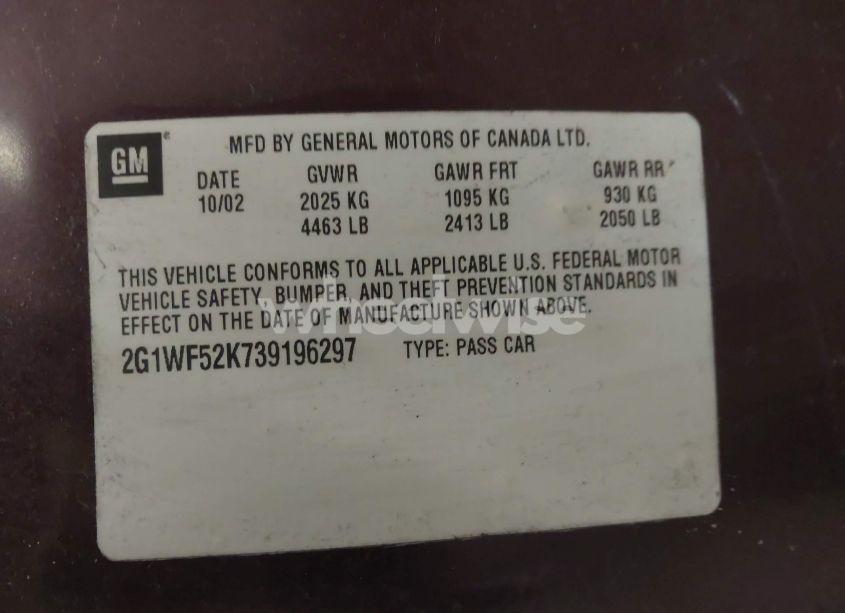 GM
MFD BY GENERAL MOTORS OF CANADA LTD.
DATE GVWR GAWR FRT GAWR RR
10/02 2025 KG 1095 KG 930 KG
4463 LB 2413 LB 2050 LB
THIS VEHICLE CONFORMS TO ALL APPLICABLE U.S. FEDERAL MOTOR
VEHICLE SAFETY, BUMPER, AND THEFT PREVENTION STANDARDS IN
EFFECT ON THE DATE OF MANUFACTURE SHOWN ABOVE.
wheelwise
2G1WF52K739196297 TYPE: PASS CAR